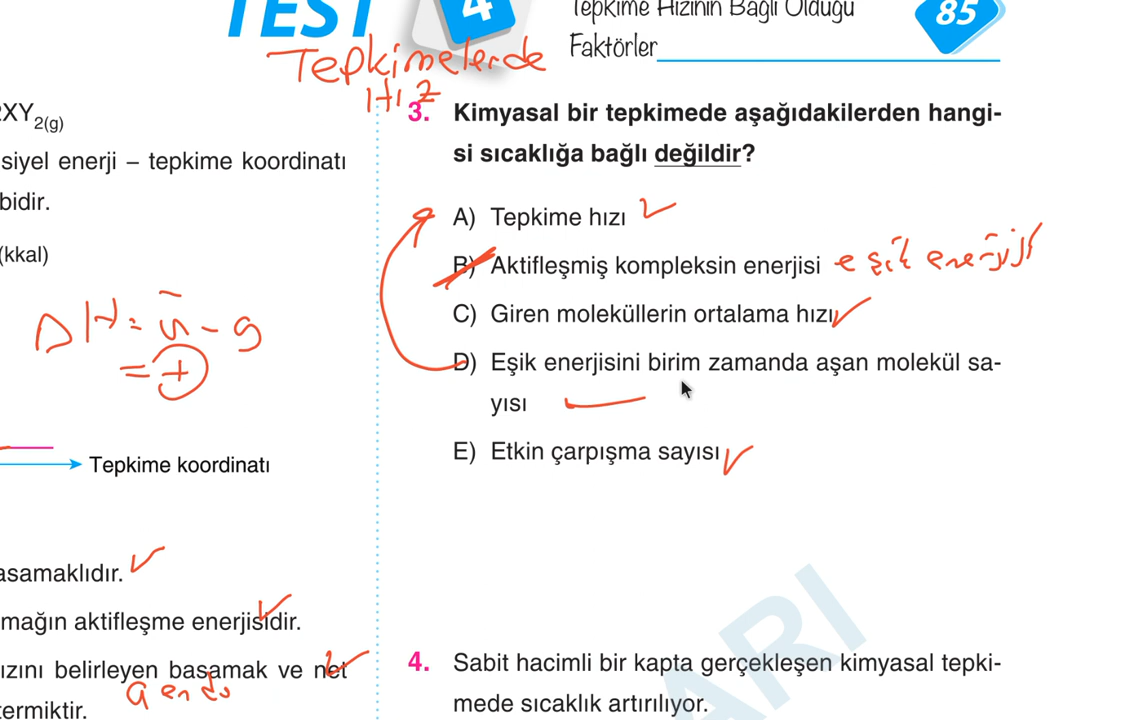 TEST 4
Tepkime Hızının Bağlı Olduğu
Faktörler
85
Tepkimelerde
Hız
XY2(g)
siyel enerji – tepkime koordinatı
bidir.
(kkal)
ΔH = ü - g
= +
Tepkime koordinatı
asamaklıdır.
mağın aktifleşme enerjisidir.
ızını belirleyen basamak ve net
endo
termiktir.
3. Kimyasal bir tepkimede aşağıdakilerden hangi-
si sıcaklığa bağlı değildir?
A) Tepkime hızı
B) Aktifleşmiş kompleksin enerjisi eşik enerjisi
C) Giren moleküllerin ortalama hızı
D) Eşik enerjisini birim zamanda aşan molekül sa-
yısı
E) Etkin çarpışma sayısı
4. Sabit hacimli bir kapta gerçekleşen kimyasal tepki-
mede sıcaklık artırılıyor.
ARI